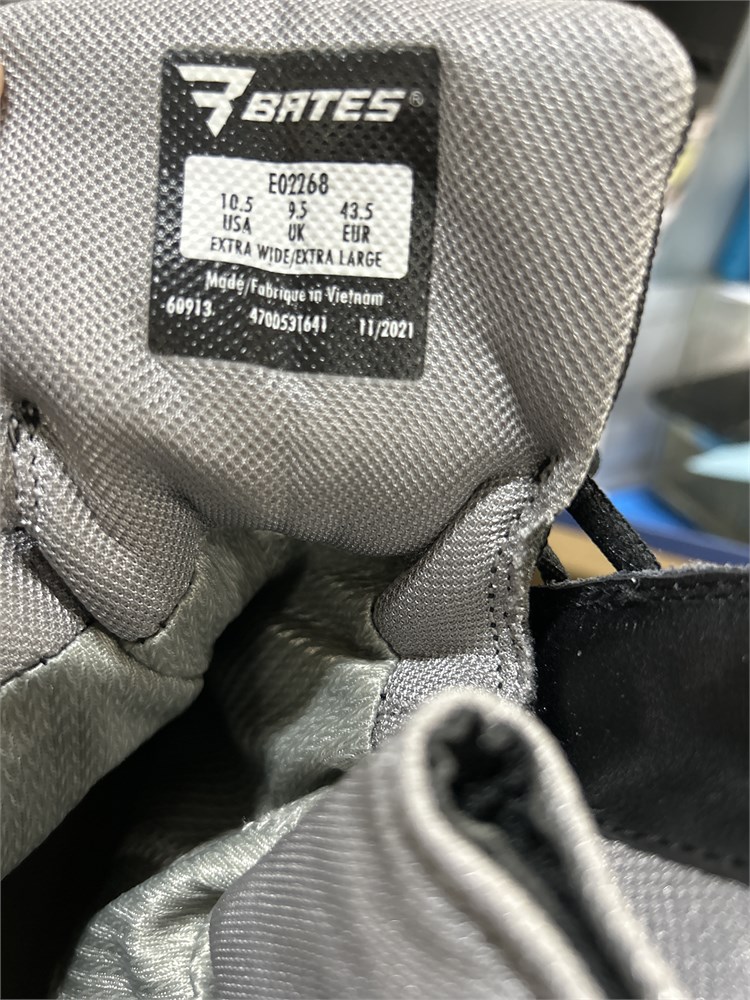 BATES®
E02268
10.5 9.5 43.5
USA UK EUR
EXTRA WIDE/EXTRA LARGE
Made/Fabrique in Vietnam
60913 4700531641 11/2021